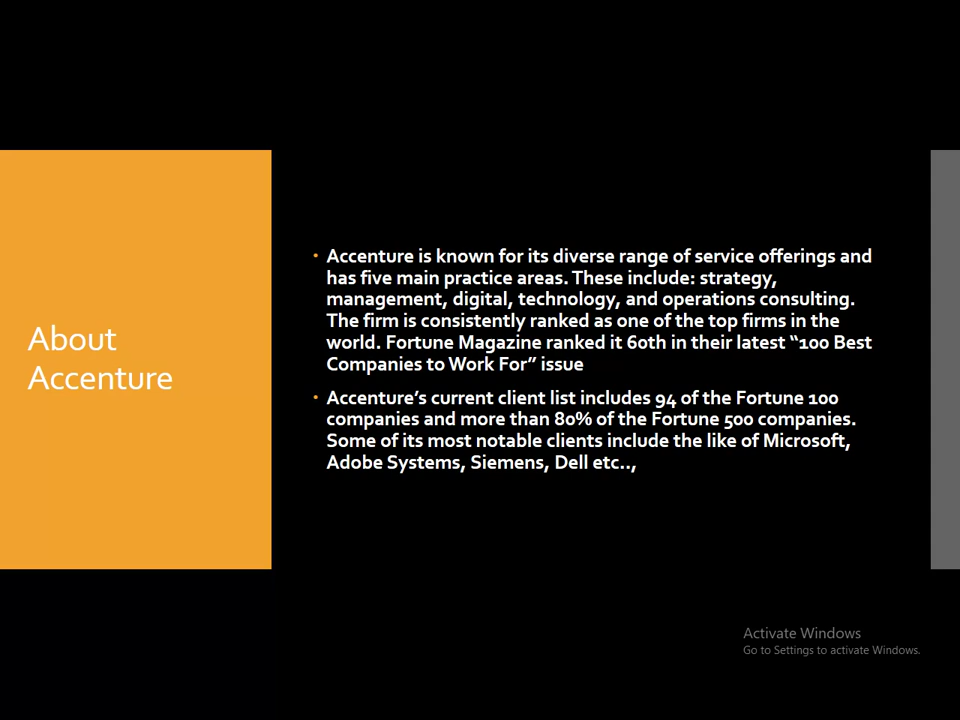 About
Accenture
• Accenture is known for its diverse range of service offerings and
has five main practice areas. These include: strategy,
management, digital, technology, and operations consulting.
The firm is consistently ranked as one of the top firms in the
world. Fortune Magazine ranked it 60th in their latest “100 Best
Companies to Work For” issue
• Accenture’s current client list includes 94 of the Fortune 100
companies and more than 80% of the Fortune 500 companies.
Some of its most notable clients include the like of Microsoft,
Adobe Systems, Siemens, Dell etc..,
Activate Windows
Go to Settings to activate Windows.